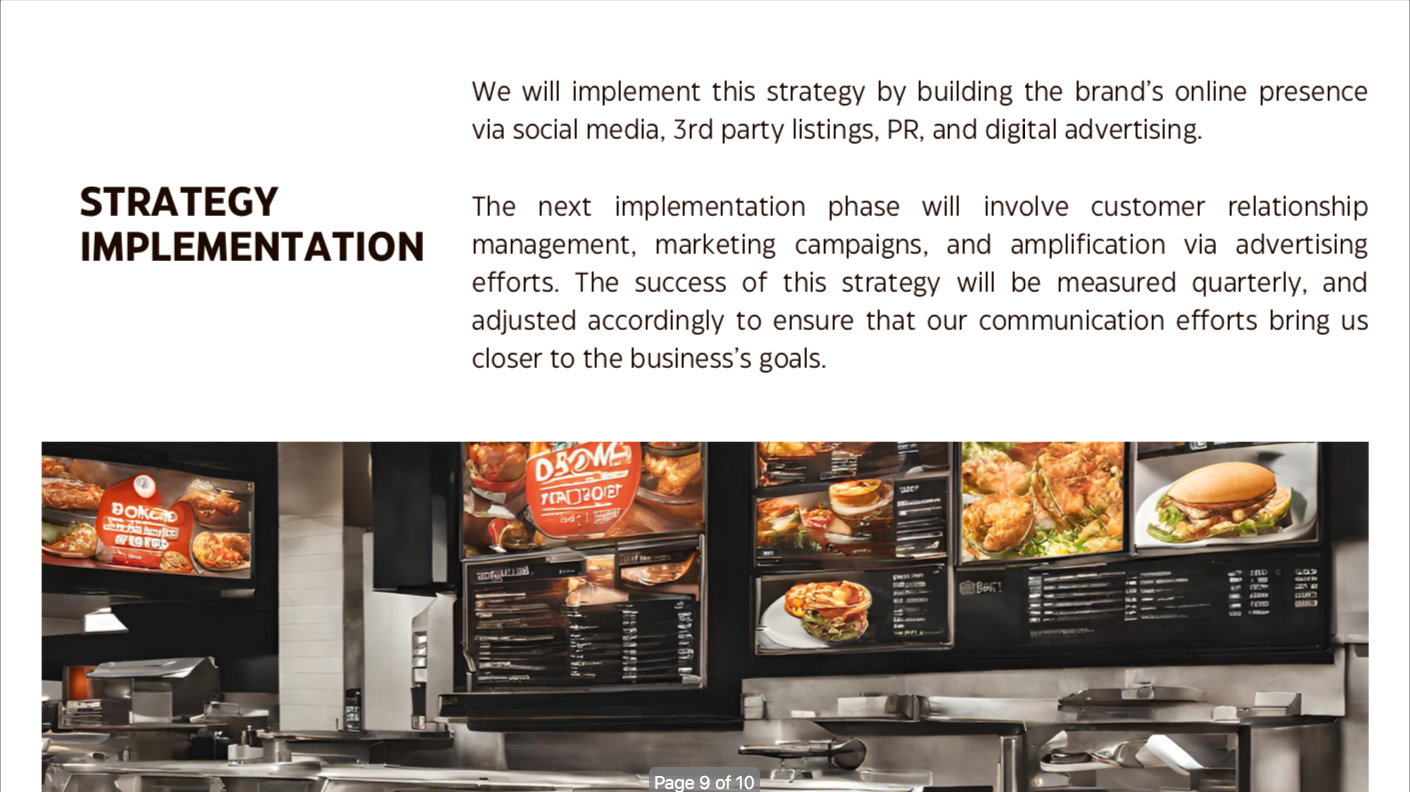 STRATEGY
IMPLEMENTATION
We will implement this strategy by building the brand’s online presence
via social media, 3rd party listings, PR, and digital advertising.
The next implementation phase will involve customer relationship
management, marketing campaigns, and amplification via advertising
efforts. The success of this strategy will be measured quarterly, and
adjusted accordingly to ensure that our communication efforts bring us
closer to the business’s goals.
Page 9 of 10